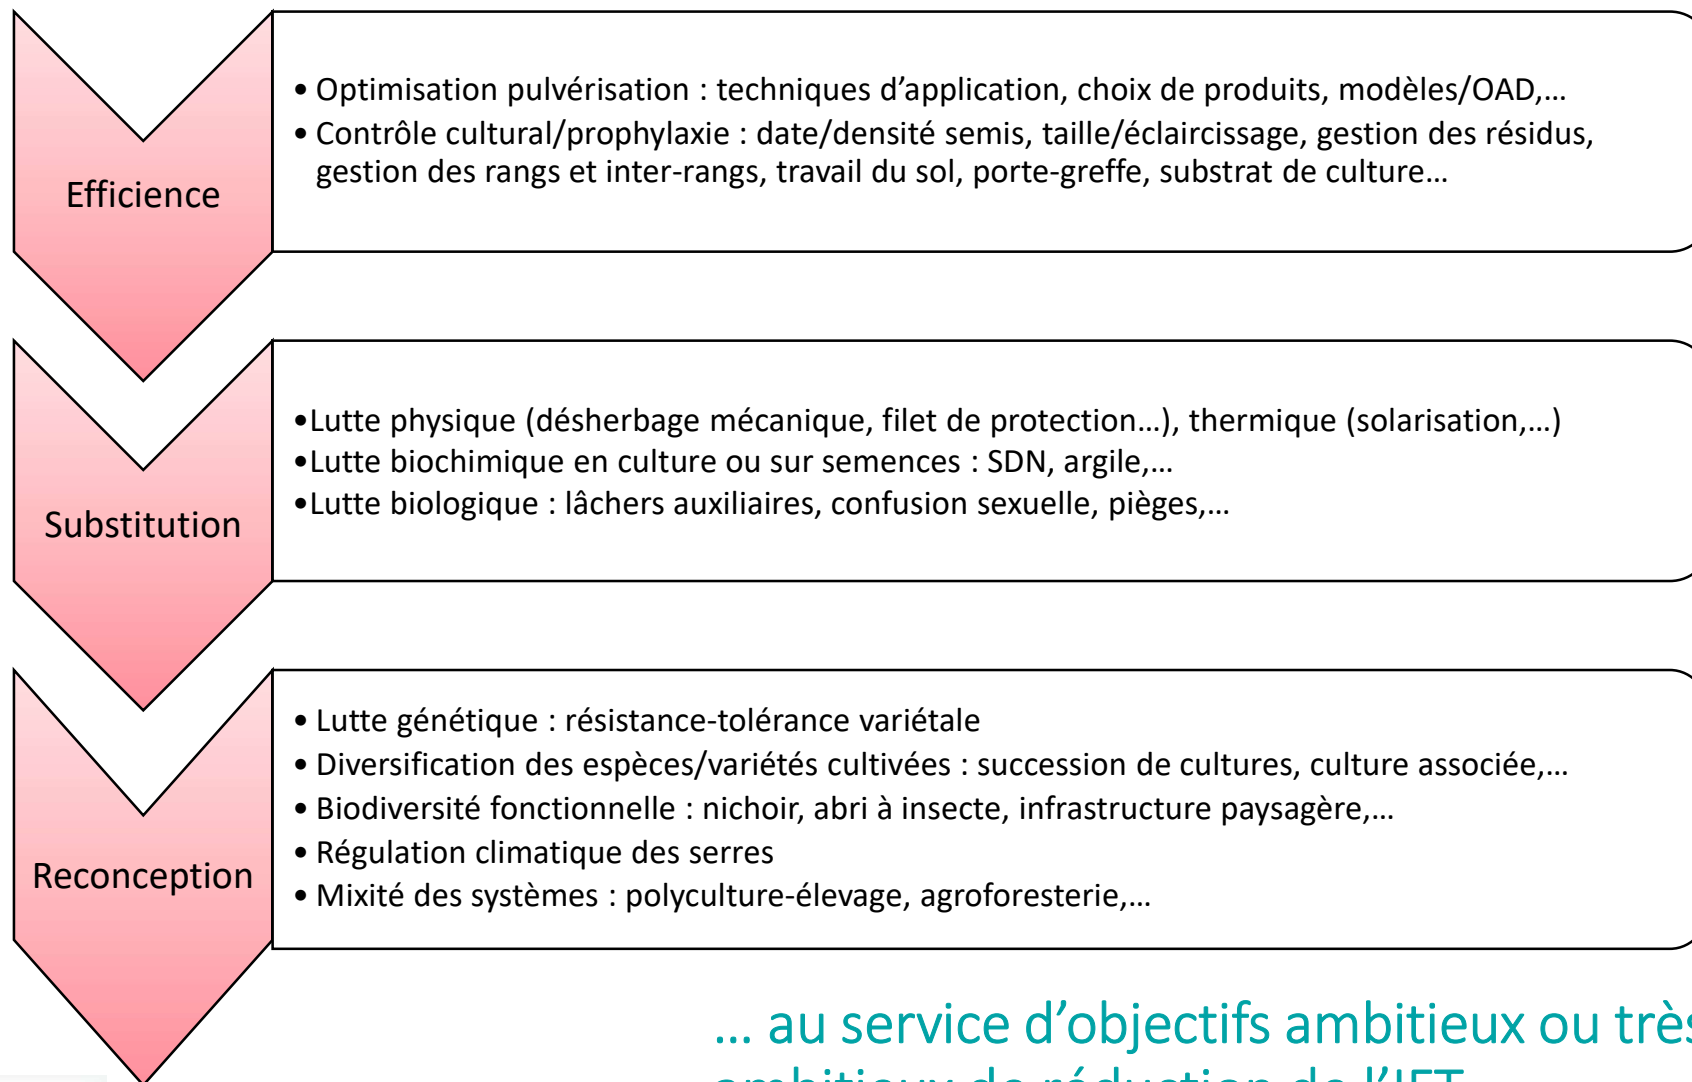 Efficience
• Optimisation pulvérisation : techniques d’application, choix de produits, modèles/OAD,…
• Contrôle cultural/prophylaxie : date/densité semis, taille/éclaircissage, gestion des résidus,
gestion des rangs et inter-rangs, travail du sol, porte-greffe, substrat de culture…
Substitution
•Lutte physique (désherbage mécanique, filet de protection…), thermique (solarisation,…)
•Lutte biochimique en culture ou sur semences : SDN, argile,…
•Lutte biologique : lâchers auxiliaires, confusion sexuelle, pièges,…
Reconception
• Lutte génétique : résistance-tolérance variétale
• Diversification des espèces/variétés cultivées : succession de cultures, culture associée,…
• Biodiversité fonctionnelle : nichoir, abri à insecte, infrastructure paysagère,…
• Régulation climatique des serres
• Mixité des systèmes : polyculture-élevage, agroforesterie,…
… au service d’objectifs ambitieux ou très
ambitieux de réduction de l’IFT